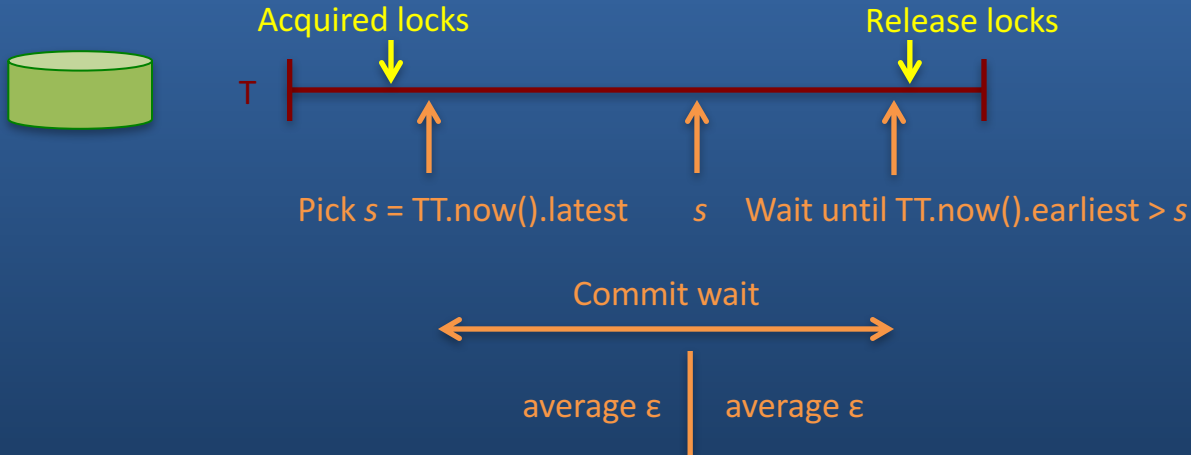 Acquired locks
Release locks
T
Pick s = TT.now().latest
s
Wait until TT.now().earliest > s
Commit wait
average ε
average ε